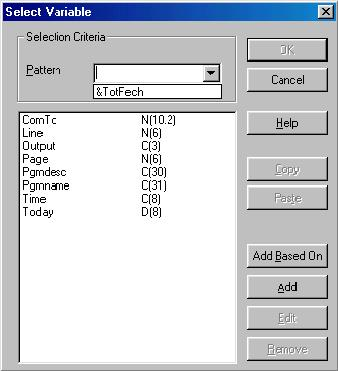 Select Variable
Selection Criteria
Pattern
&TotFech
ComTc N(10.2)
Line N(6)
Output C(3)
Page N(6)
Pgmdesc C(30)
Pgmname C(31)
Time C(8)
Today D(8)
OK
Cancel
Help
Copy
Paste
Add Based On
Add
Edit
Remove